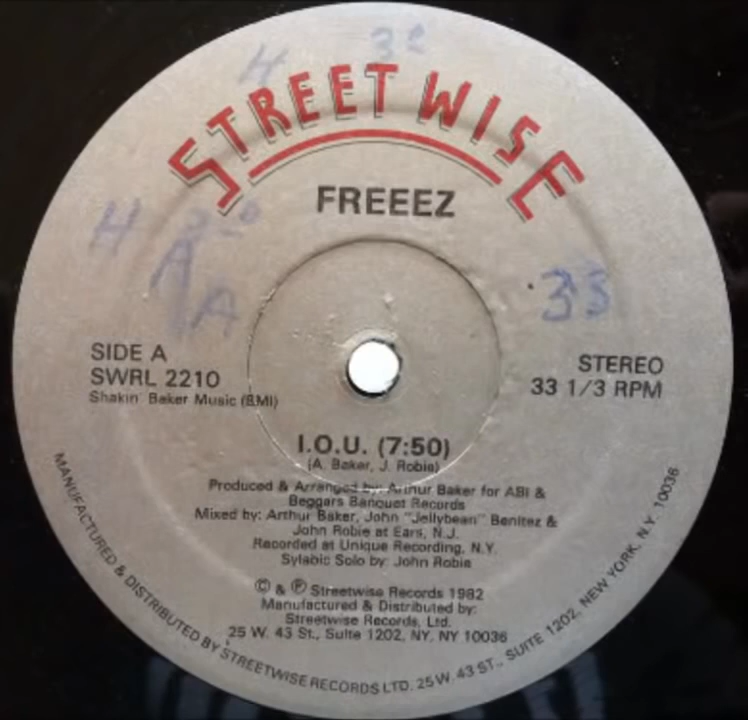 STREETWISE
FREEEZ
33
SIDE A
SWRL 2210
Shakin' Baker Music (BMI)
STEREO
33 1/3 RPM
I.O.U. (7:50)
(A. Baker, J. Robie)
Produced & Arranged by: Arthur Baker for ABI &
Beggars Banquet Records
Mixed by: Arthur Baker, John "Jellybean" Benitez &
John Robie at Ears, N.J.
Recorded at Unique Recording, N.Y.
Sylabic Solo by: John Robie
© & ℗ Streetwise Records 1982
Manufactured & Distributed by:
Streetwise Records, Ltd.
25 W. 43 St., Suite 1202, NY, NY 10036
MANUFACTURED & DISTRIBUTED BY STREETWISE RECORDS LTD. 25 W. 43 ST., SUITE 1202, NEW YORK, N.Y. 10036